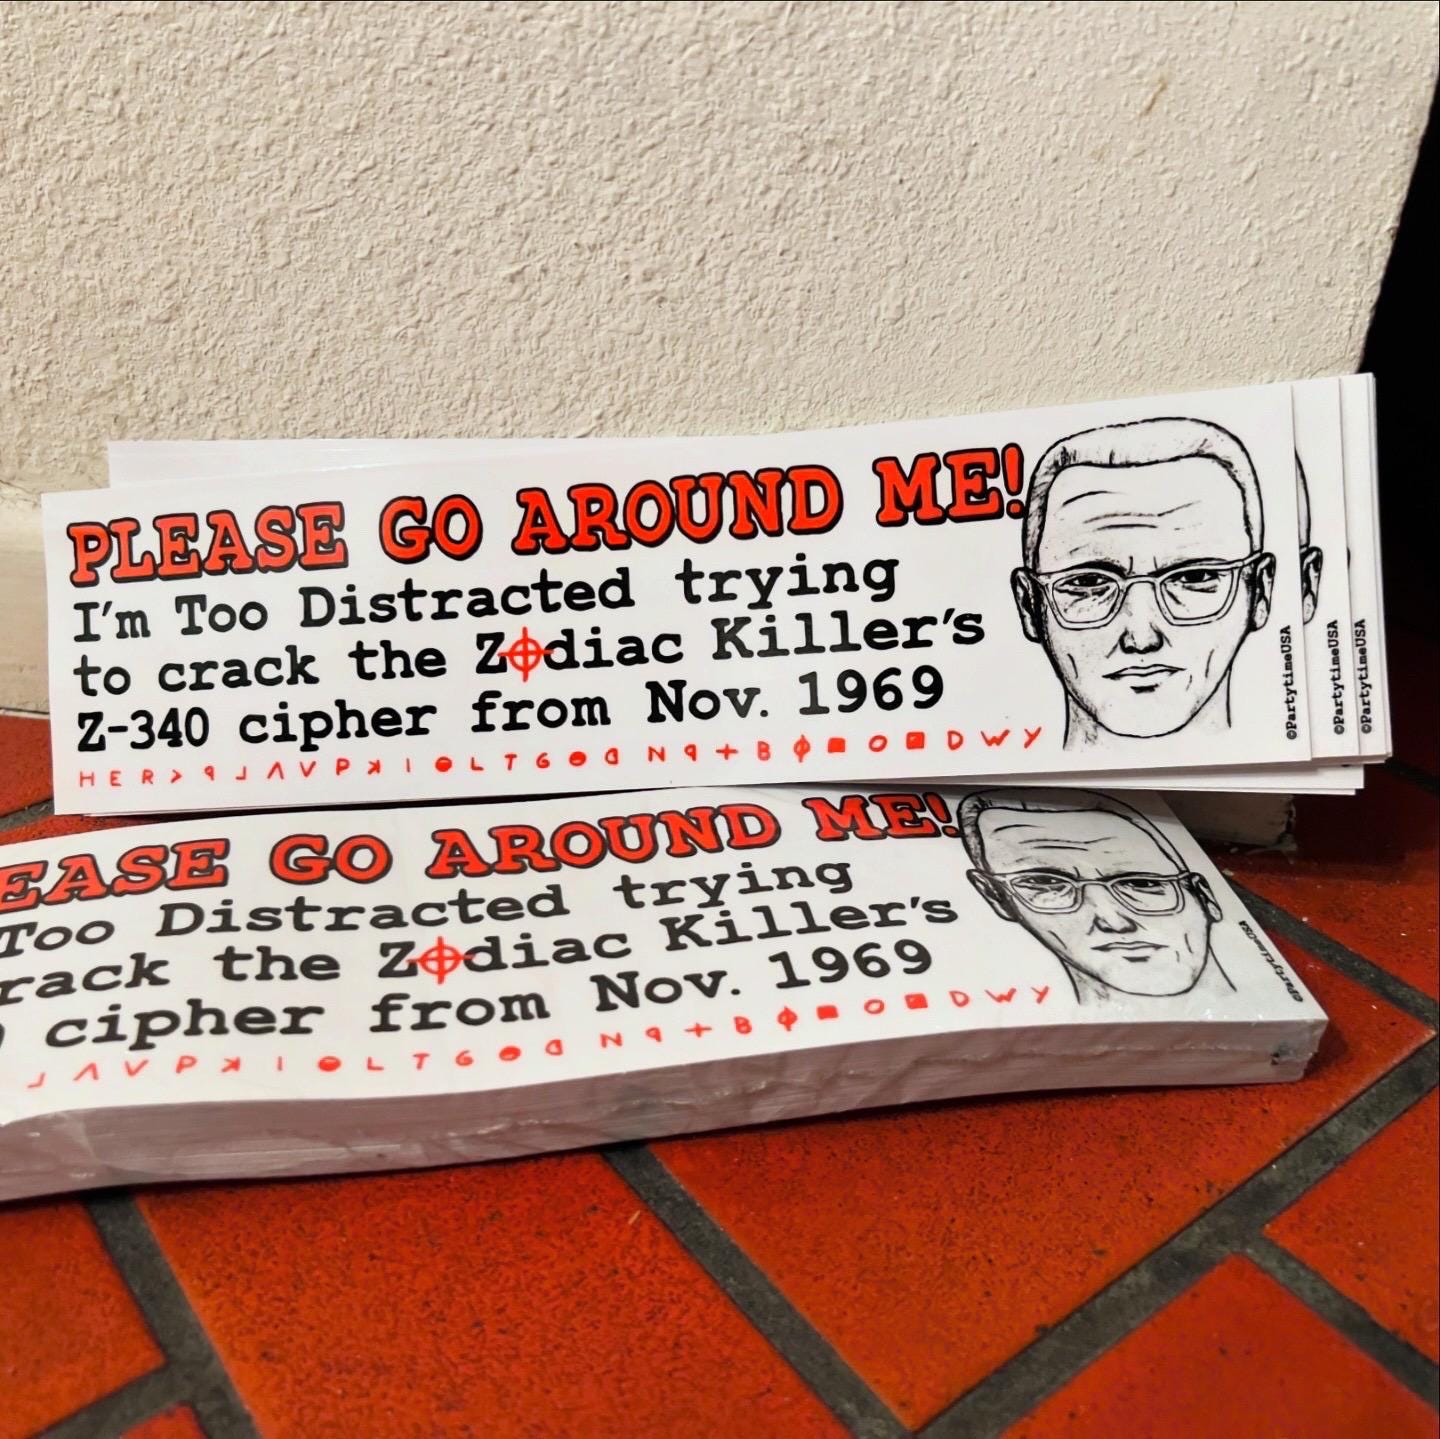 PLEASE GO AROUND ME!
I'm Too Distracted trying
to crack the Zodiac Killer's
Z-340 cipher from Nov. 1969
©PartytimeUSA
©PartytimeUSA
©PartytimeUSA
EASE GO AROUND ME!
Too Distracted trying
rack the Zodiac Killer's
cipher from Nov. 1969
©PartytimeUSA